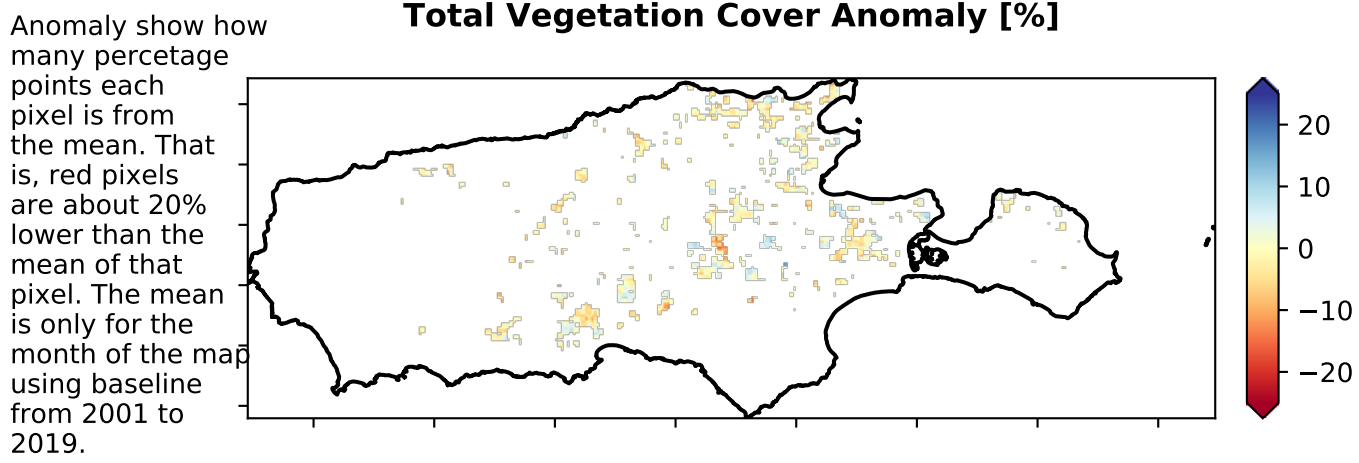 Total Vegetation Cover Anomaly [%]
Anomaly show how
many percetage
points each
pixel is from
the mean. That
is, red pixels
are about 20%
lower than the
mean of that
pixel. The mean
is only for the
month of the map
using baseline
from 2001 to
2019.
20
10
0
−10
−20